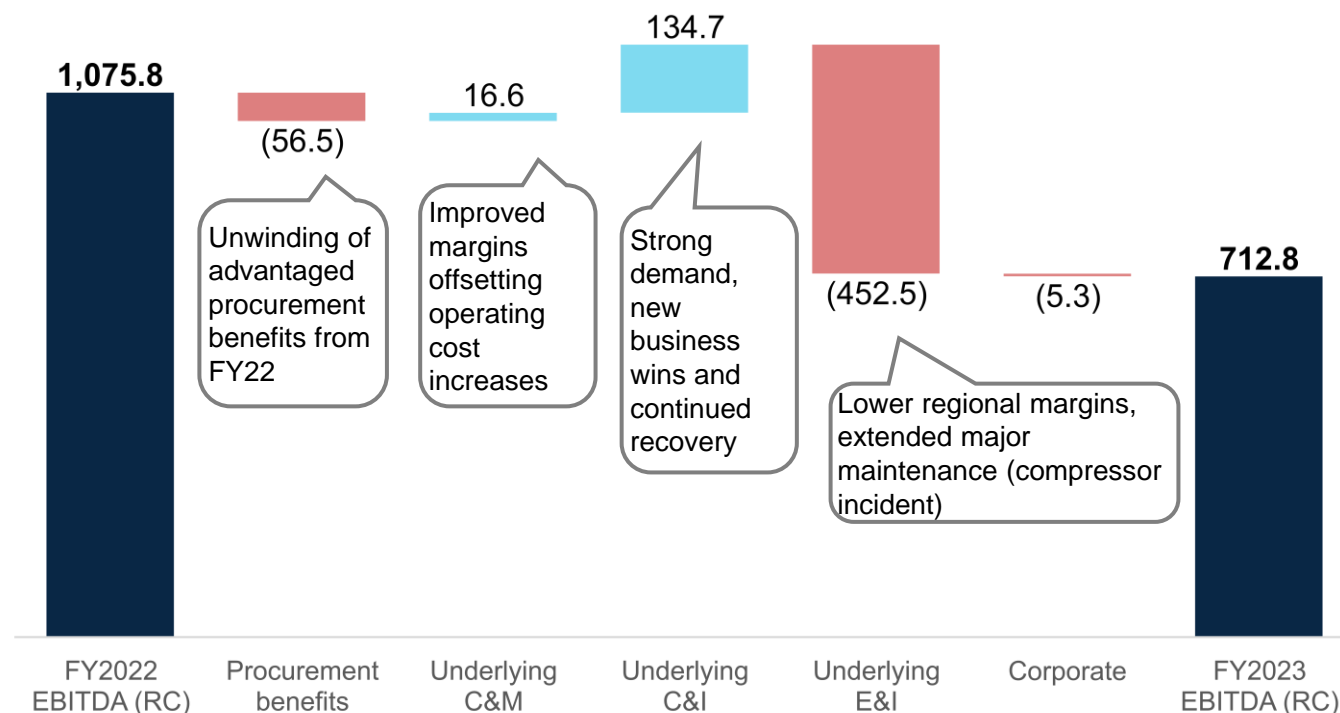 1,075.8
(56.5)
16.6
134.7
(452.5)
(5.3)
712.8
Unwinding of
advantaged
procurement
benefits from
FY22
Improved
margins
offsetting
operating
cost
increases
Strong
demand,
new
business
wins and
continued
recovery
Lower regional margins,
extended major
maintenance (compressor
incident)
FY2022
EBITDA (RC)
Procurement
benefits
Underlying
C&M
Underlying
C&I
Underlying
E&I
Corporate
FY2023
EBITDA (RC)